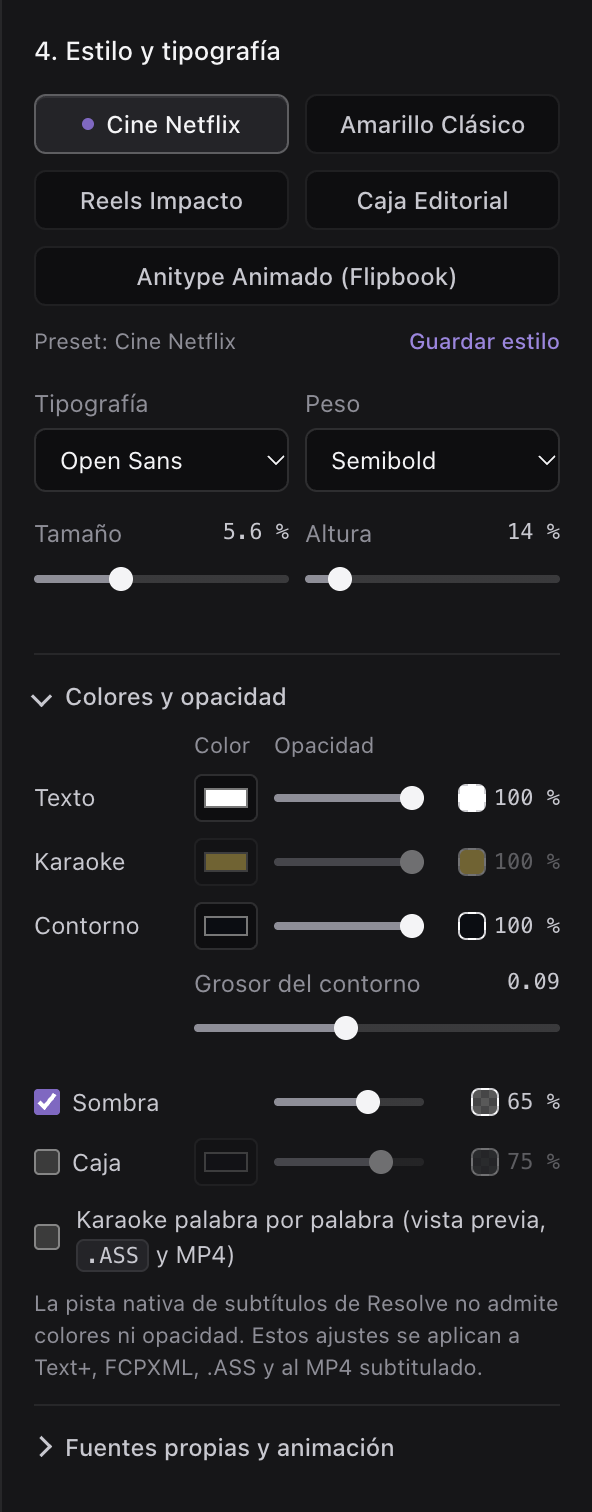 4. Estilo y tipografía
Cine Netflix
Amarillo Clásico
Reels Impacto
Caja Editorial
Anitype Animado (Flipbook)
Preset: Cine Netflix
Guardar estilo
Tipografía
Peso
Open Sans
Semibold
Tamaño
5.6 %
Altura
14 %
Colores y opacidad
Color
Opacidad
Texto
100 %
Karaoke
100 %
Contorno
100 %
Grosor del contorno
0.09
Sombra
65 %
Caja
75 %
Karaoke palabra por palabra (vista previa,
.ASS y MP4)
La pista nativa de subtítulos de Resolve no admite
colores ni opacidad. Estos ajustes se aplican a
Text+, FCPXML, .ASS y al MP4 subtitulado.
Fuentes propias y animación